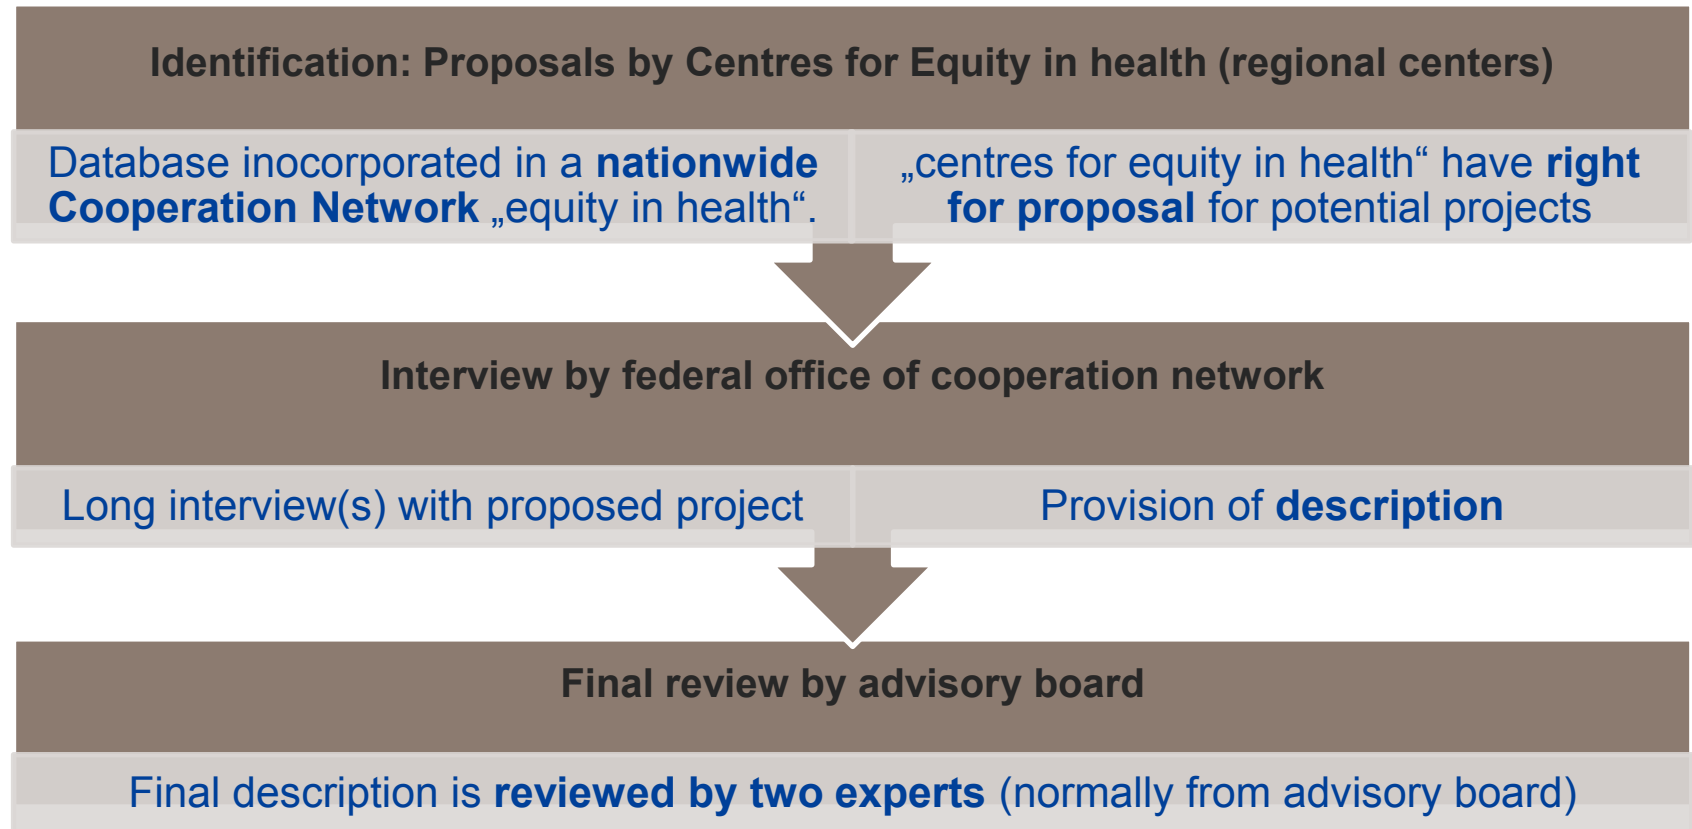 Identification: Proposals by Centres for Equity in health (regional centers)
Database inocorporated in a nationwide
Cooperation Network „equity in health“.
„centres for equity in health“ have right
for proposal for potential projects
Interview by federal office of cooperation network
Long interview(s) with proposed project
Provision of description
Final review by advisory board
Final description is reviewed by two experts (normally from advisory board)